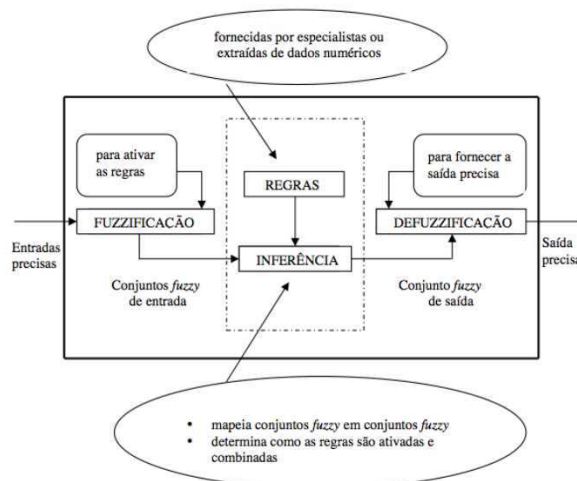 fornecidas por especialistas ou
extraídas de dados numéricos
para ativar
as regras
para fornecer a
saída precisa
REGRAS
FUZZIFICAÇÃO
DEFUZZIFICAÇÃO
Entradas
precisas
Saída
precisa
INFERÊNCIA
Conjuntos fuzzy
de entrada
Conjunto fuzzy
de saída
• mapeia conjuntos fuzzy em conjuntos fuzzy
• determina como as regras são ativadas e
combinadas